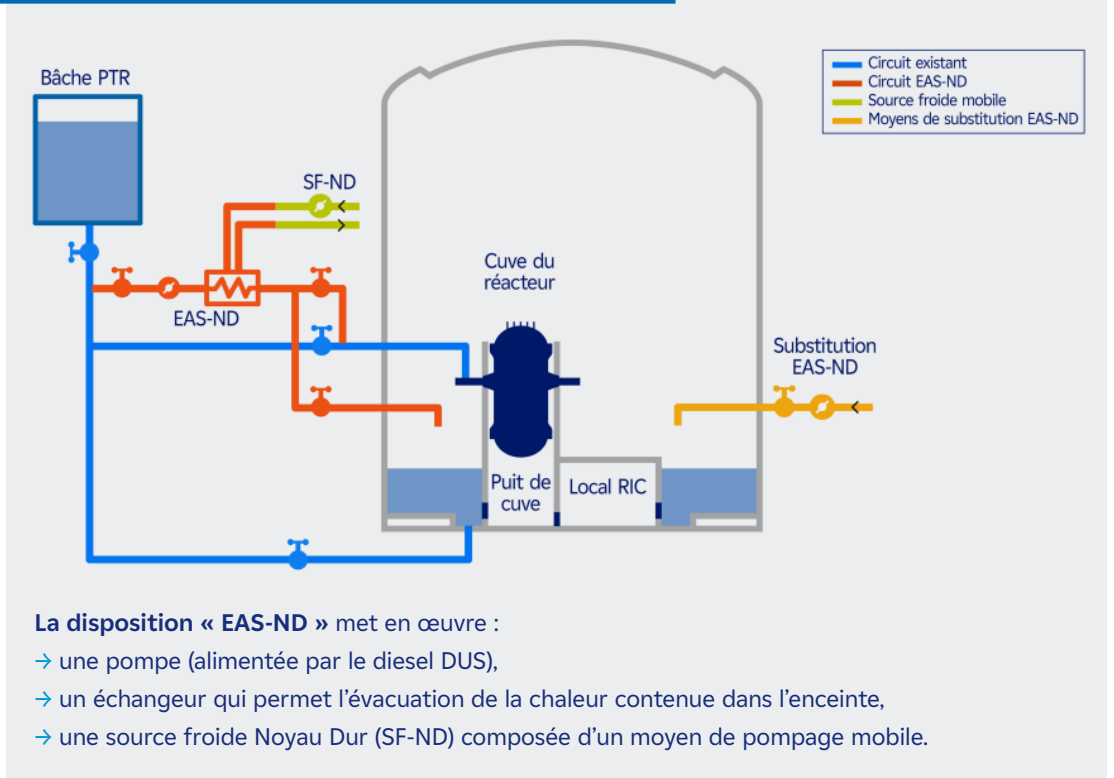 Circuit existant
Circuit EAS-ND
Source froide mobile
Moyens de substitution EAS-ND
Bâche PTR
SF-ND
EAS-ND
Cuve du
réacteur
Substitution
EAS-ND
Puit de
cuve
Local RIC
La disposition « EAS-ND » met en œuvre :
→ une pompe (alimentée par le diesel DUS),
→ un échangeur qui permet l’évacuation de la chaleur contenue dans l’enceinte,
→ une source froide Noyau Dur (SF-ND) composée d’un moyen de pompage mobile.